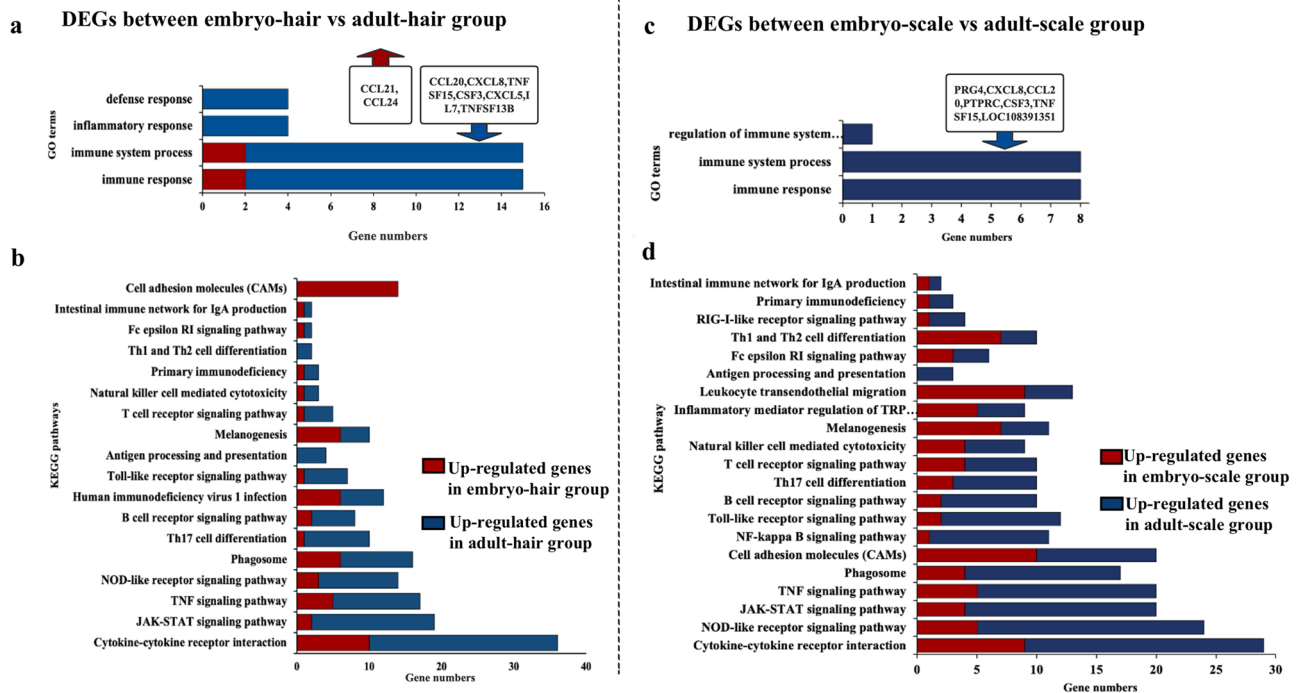 a
DEGs between embryo-hair vs adult-hair group
GO terms
defense response
inflammatory response
immune system process
immune response
CCL21,
CCL24
CCL20,CXCL8,TNF
SF15,CSF3,CXCL5,I
L7,TNFSF13B
0 2 4 6 8 10 12 14 16
Gene numbers
b
KEGG pathways
Cell adhesion molecules (CAMs)
Intestinal immune network for IgA production
Fc epsilon RI signaling pathway
Th1 and Th2 cell differentiation
Primary immunodeficiency
Natural killer cell mediated cytotoxicity
T cell receptor signaling pathway
Melanogenesis
Antigen processing and presentation
Toll-like receptor signaling pathway
Human immunodeficiency virus 1 infection
B cell receptor signaling pathway
Th17 cell differentiation
Phagosome
NOD-like receptor signaling pathway
TNF signaling pathway
JAK-STAT signaling pathway
Cytokine-cytokine receptor interaction
Up-regulated genes
in embryo-hair group
Up-regulated genes
in adult-hair group
0 10 20 30 40
Gene numbers
c
DEGs between embryo-scale vs adult-scale group
GO terms
PRG4,CXCL8,CCL2
0,PTPRC,CSF3,TNF
SF15,LOC108391351
regulation of immune system…
immune system process
immune response
0 1 2 3 4 5 6 7 8
Gene numbers
d
KEGG pathway
Intestinal immune network for IgA production
Primary immunodeficiency
RIG-I-like receptor signaling pathway
Th1 and Th2 cell differentiation
Fc epsilon RI signaling pathway
Antigen processing and presentation
Leukocyte transendothelial migration
Inflammatory mediator regulation of TRP…
Melanogenesis
Natural killer cell mediated cytotoxicity
T cell receptor signaling pathway
Th17 cell differentiation
B cell receptor signaling pathway
Toll-like receptor signaling pathway
NF-kappa B signaling pathway
Cell adhesion molecules (CAMs)
Phagosome
TNF signaling pathway
JAK-STAT signaling pathway
NOD-like receptor signaling pathway
Cytokine-cytokine receptor interaction
Up-regulated genes
in embryo-scale group
Up-regulated genes
in adult-scale group
0 5 10 15 20 25 30
Gene numbers